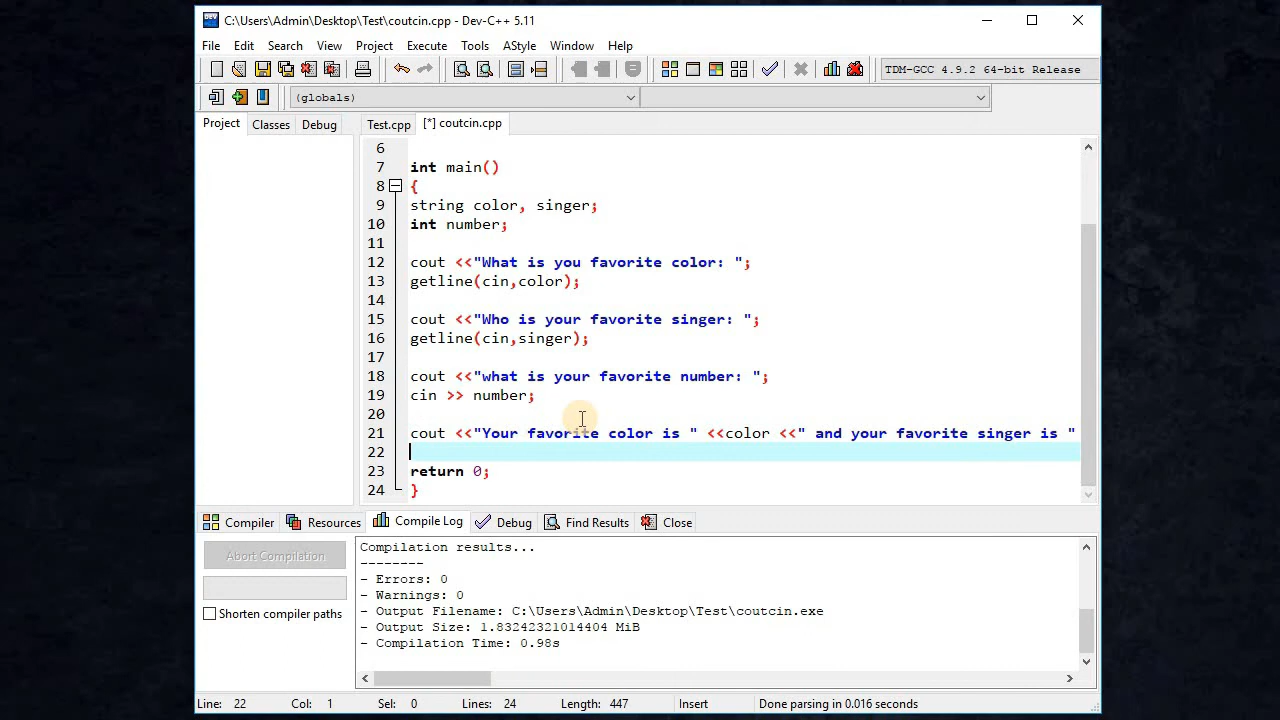 C:\Users\Admin\Desktop\Test\coutcin.cpp - Dev-C++ 5.11
File Edit Search View Project Execute Tools AStyle Window Help
TDM-GCC 4.9.2 64-bit Release
(globals)
Project Classes Debug Test.cpp [*] coutcin.cpp
6
7 int main()
8 {
9 string color, singer;
10 int number;
11
12 cout <<"What is you favorite color: ";
13 getline(cin,color);
14
15 cout <<"Who is your favorite singer: ";
16 getline(cin,singer);
17
18 cout <<"what is your favorite number: ";
19 cin >> number;
20
21 cout <<"Your favorite color is " <<color <<" and your favorite singer is "
22
23 return 0;
24 }
Compiler Resources Compile Log Debug Find Results Close
Abort Compilation
Shorten compiler paths
Compilation results...
--------
- Errors: 0
- Warnings: 0
- Output Filename: C:\Users\Admin\Desktop\Test\coutcin.exe
- Output Size: 1.83242321014404 MiB
- Compilation Time: 0.98s
Line: 22 Col: 1 Sel: 0 Lines: 24 Length: 447 Insert Done parsing in 0.016 seconds